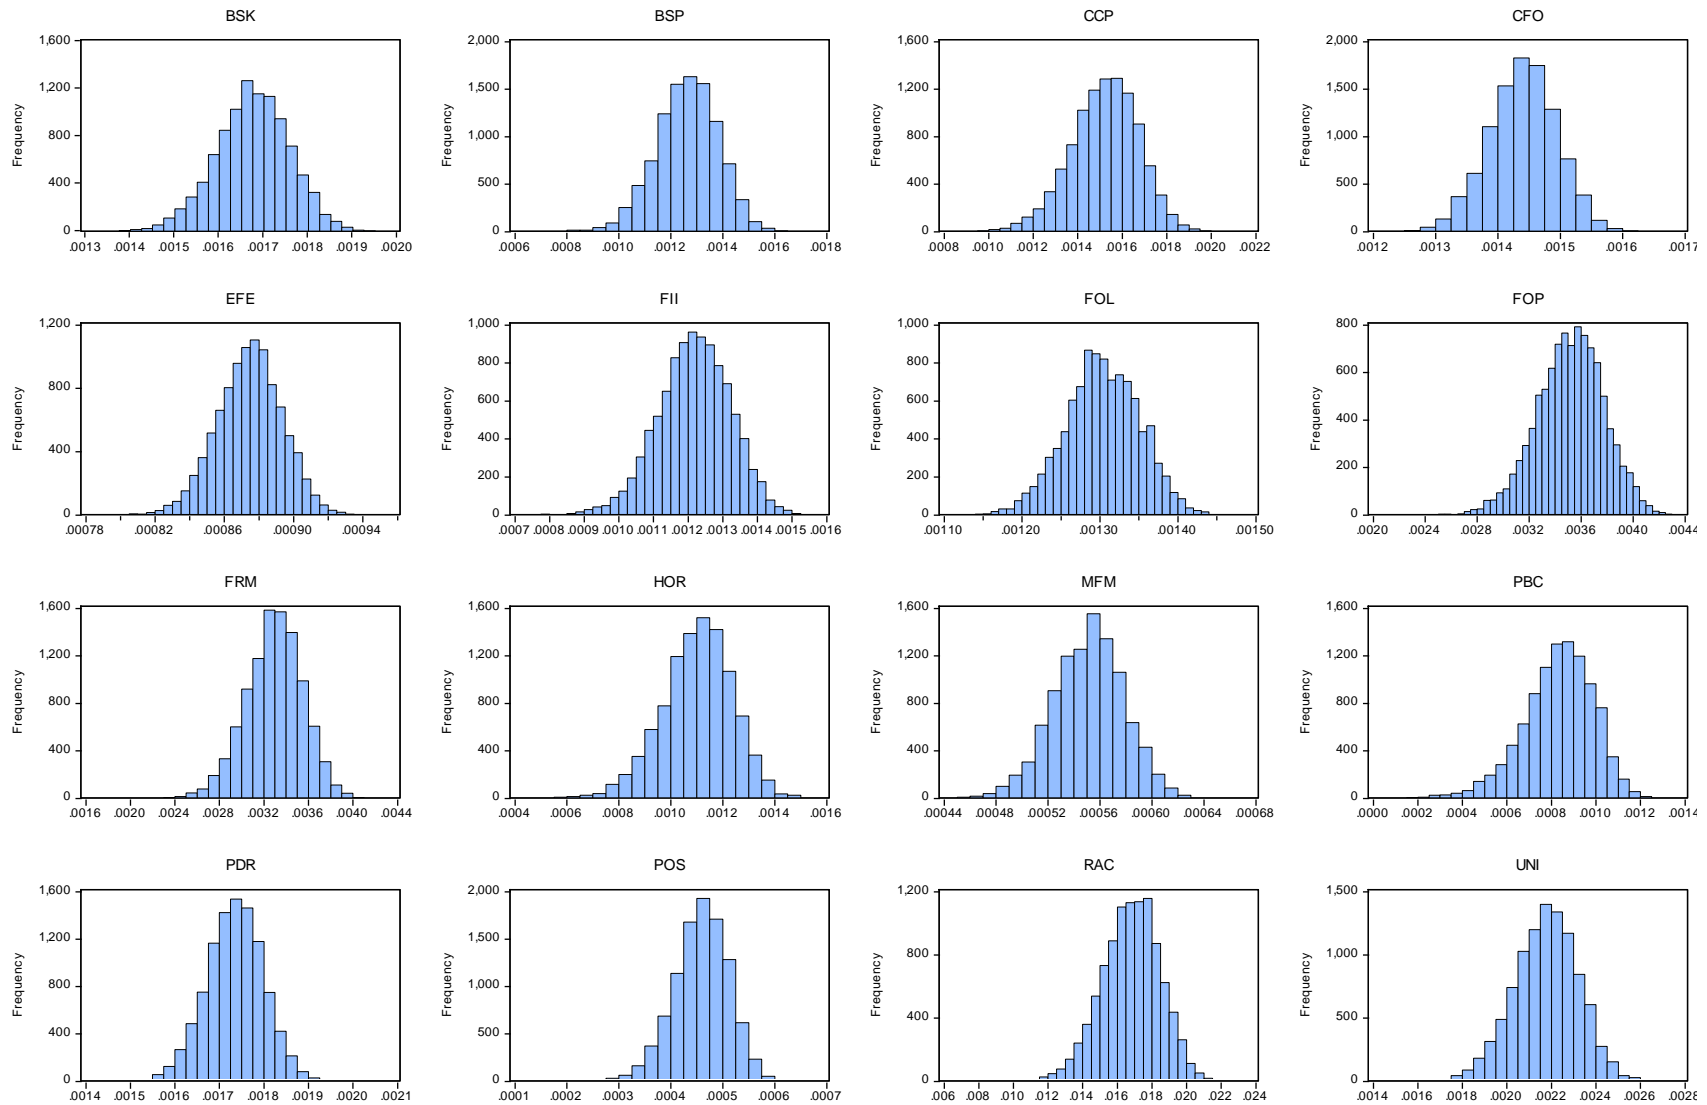 BSK
BSP
CCP
CFO
1,600
1,200
800
400
0
Frequency
.0013 .0014 .0015 .0016 .0017 .0018 .0019 .0020
2,000
1,500
1,000
500
0
Frequency
.0006 .0008 .0010 .0012 .0014 .0016 .0018
1,600
1,200
800
400
0
Frequency
.0008 .0010 .0012 .0014 .0016 .0018 .0020 .0022
2,000
1,500
1,000
500
0
Frequency
.0012 .0013 .0014 .0015 .0016 .0017
EFE
FII
FOL
FOP
1,200
800
400
0
Frequency
.00078 .00082 .00086 .00090 .00094
1,000
800
600
400
200
0
Frequency
.0007 .0008 .0009 .0010 .0011 .0012 .0013 .0014 .0015 .0016
1,000
800
600
400
200
0
Frequency
.00110 .00120 .00130 .00140 .00150
800
600
400
200
0
Frequency
.0020 .0024 .0028 .0032 .0036 .0040 .0044
FRM
HOR
MFM
PBC
1,600
1,200
800
400
0
Frequency
.0016 .0020 .0024 .0028 .0032 .0036 .0040 .0044
1,600
1,200
800
400
0
Frequency
.0004 .0006 .0008 .0010 .0012 .0014 .0016
1,600
1,200
800
400
0
Frequency
.00044 .00048 .00052 .00056 .00060 .00064 .00068
1,600
1,200
800
400
0
Frequency
.0000 .0002 .0004 .0006 .0008 .0010 .0012 .0014
PDR
POS
RAC
UNI
1,600
1,200
800
400
0
Frequency
.0014 .0015 .0016 .0017 .0018 .0019 .0020 .0021
2,000
1,500
1,000
500
0
Frequency
.0001 .0002 .0003 .0004 .0005 .0006 .0007
1,200
800
400
0
Frequency
.006 .008 .010 .012 .014 .016 .018 .020 .022 .024
1,500
1,000
500
0
Frequency
.0014 .0016 .0018 .0020 .0022 .0024 .0026 .0028